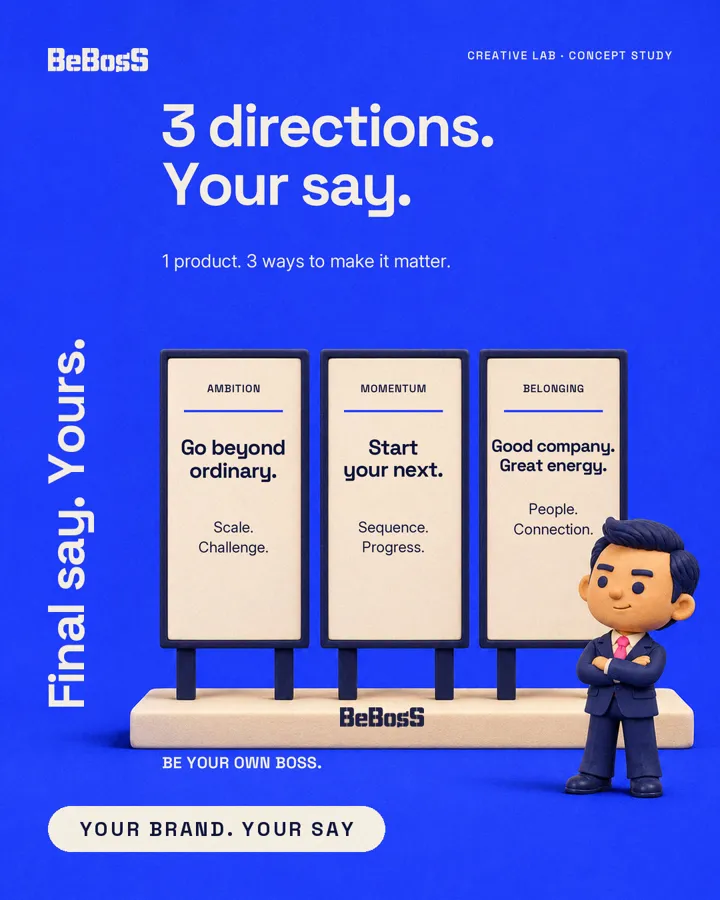 BeBosS
CREATIVE LAB · CONCEPT STUDY
3 directions.
Your say.
1 product. 3 ways to make it matter.
Final say. Yours.
AMBITION
Go beyond
ordinary.
Scale.
Challenge.
MOMENTUM
Start
your next.
Sequence.
Progress.
BELONGING
Good company.
Great energy.
People.
Connection.
BeBosS
BE YOUR OWN BOSS.
YOUR BRAND. YOUR SAY